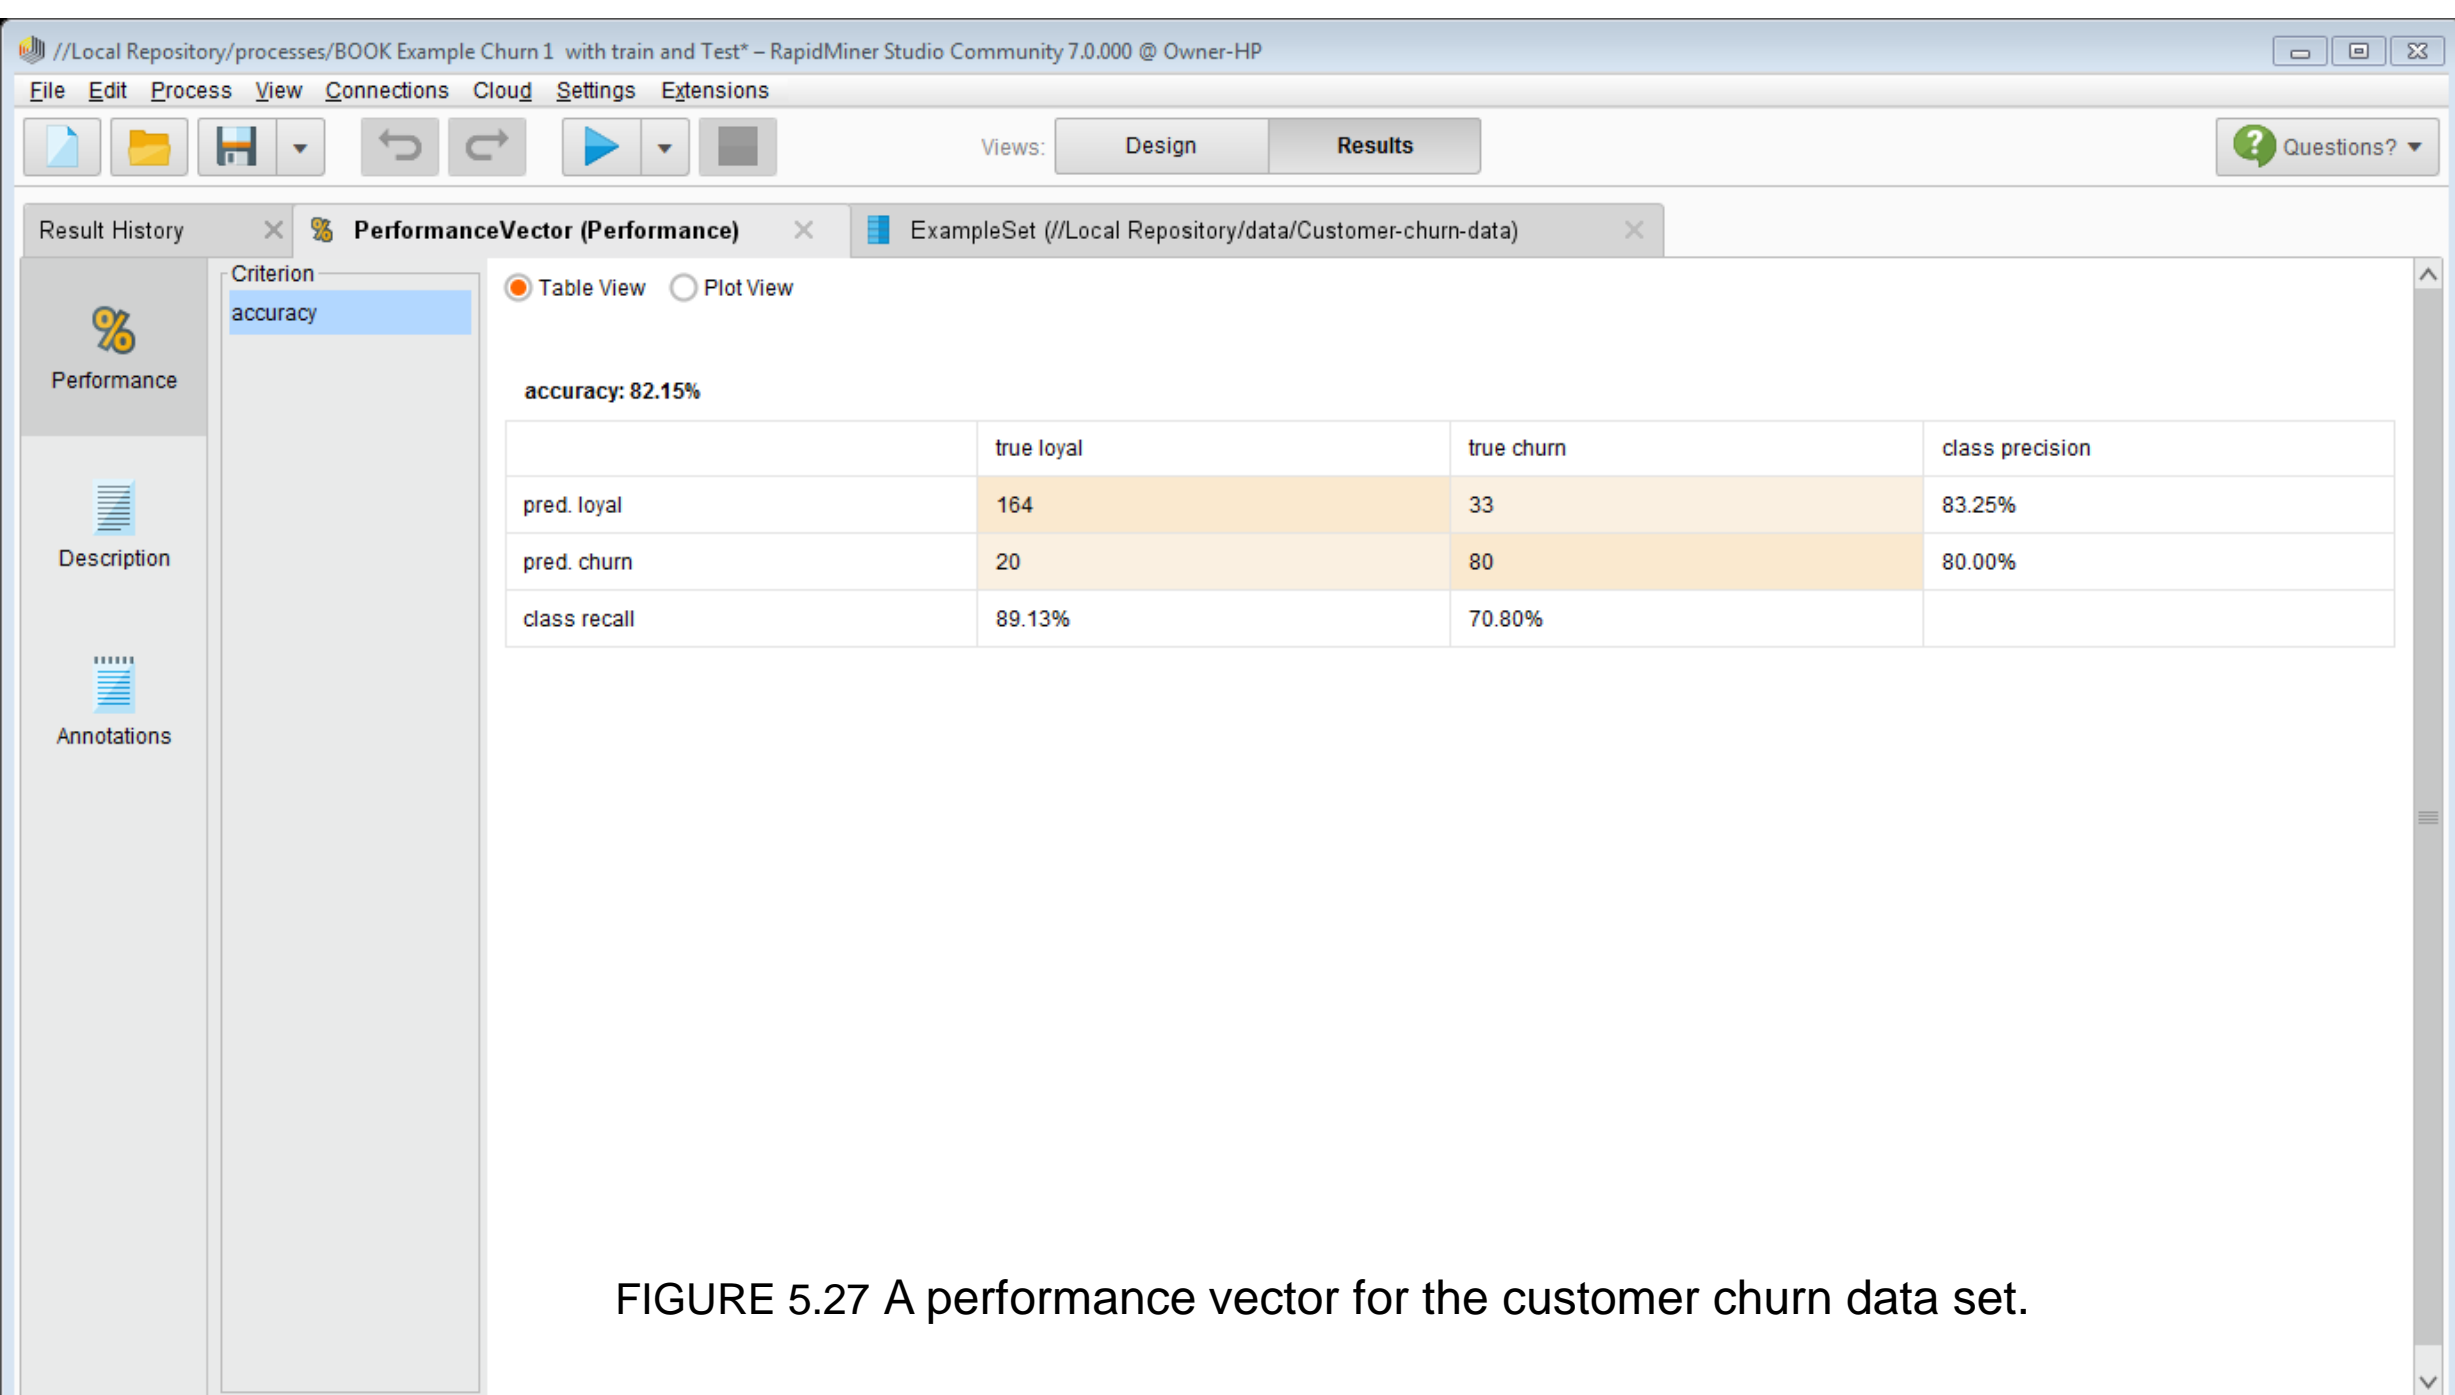 //Local Repository/processes/BOOK Example Churn 1  with train and Test* – RapidMiner Studio Community 7.0.000 @ Owner-HP
File Edit Process View Connections Cloud Settings Extensions
Views: Design Results Questions?
Result History PerformanceVector (Performance) ExampleSet (//Local Repository/data/Customer-churn-data)
Criterion
accuracy
Performance
Description
Annotations
Table View Plot View
accuracy: 82.15%
true loyal true churn class precision
pred. loyal 164 33 83.25%
pred. churn 20 80 80.00%
class recall 89.13% 70.80%
FIGURE 5.27 A performance vector for the customer churn data set.